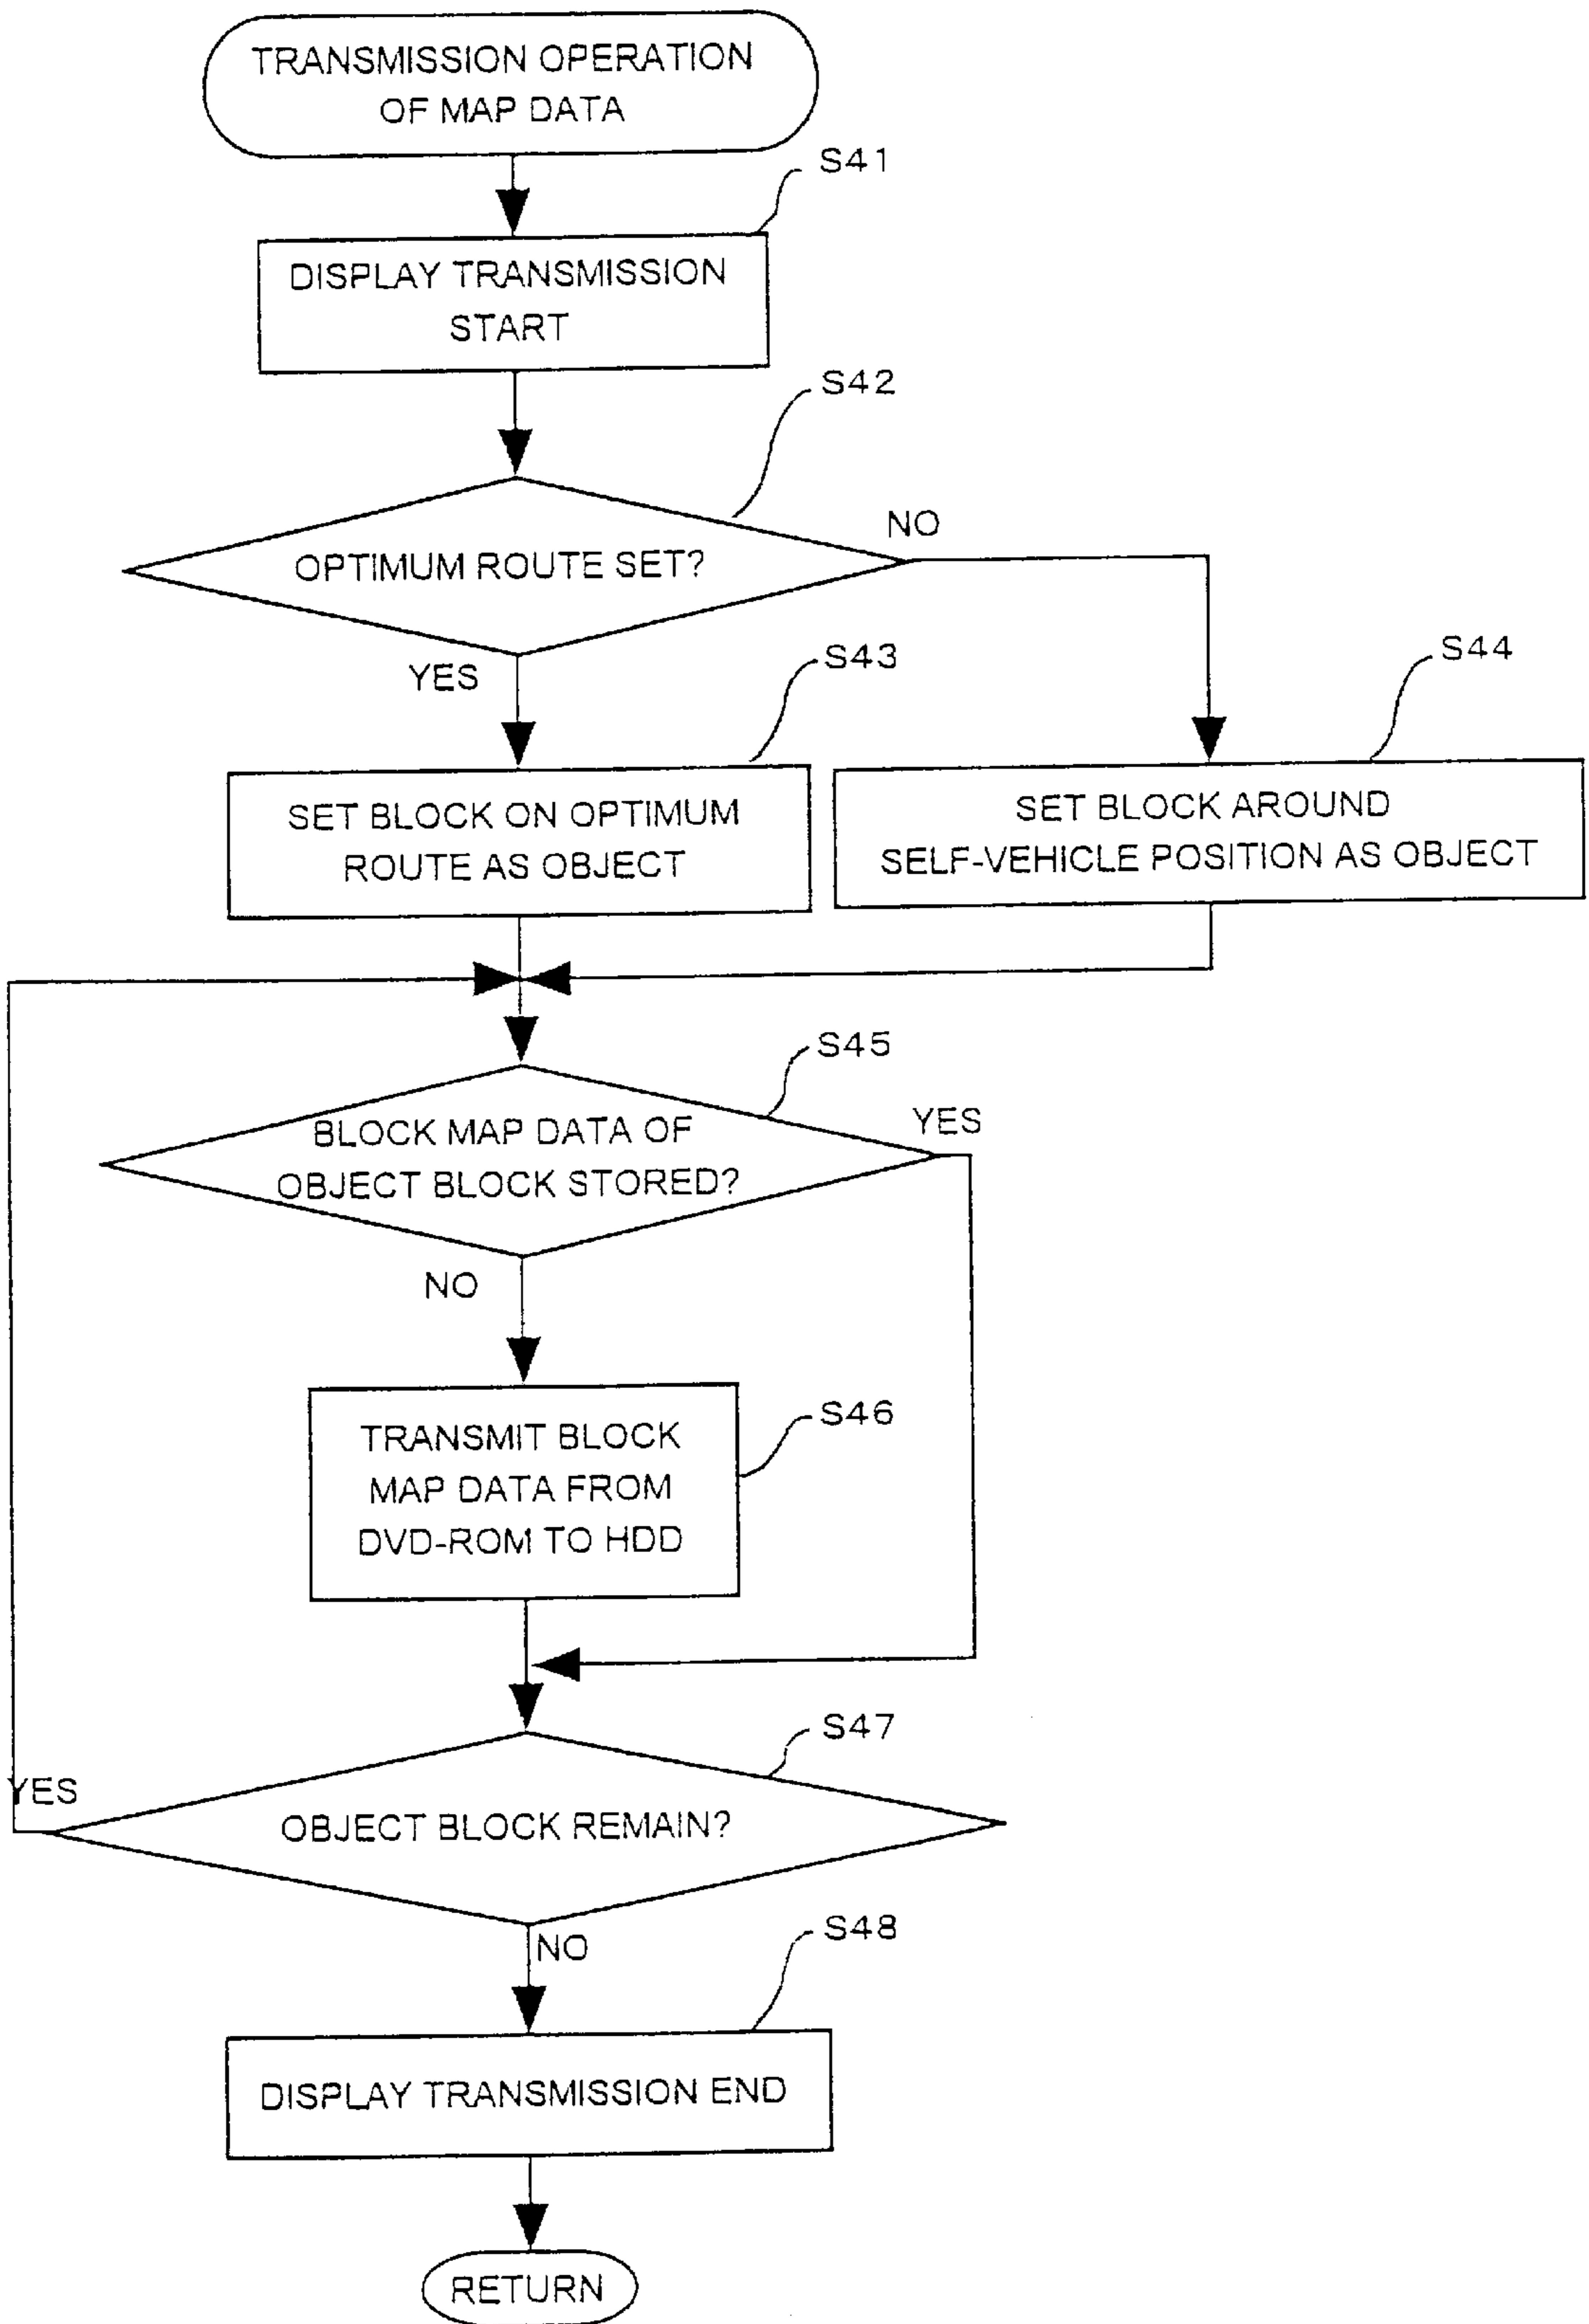 TRANSMISSION OPERATION
OF MAP DATA
S41
DISPLAY TRANSMISSION
START
S42
NO
OPTIMUM ROUTE SET?
YES
S43
S44
SET BLOCK ON OPTIMUM
ROUTE AS OBJECT
SET BLOCK AROUND
SELF-VEHICLE POSITION AS OBJECT
S45
YES
BLOCK MAP DATA OF
OBJECT BLOCK STORED?
NO
S46
TRANSMIT BLOCK
MAP DATA FROM
DVD-ROM TO HDD
S47
YES
OBJECT BLOCK REMAIN?
S48
NO
DISPLAY TRANSMISSION END
RETURN